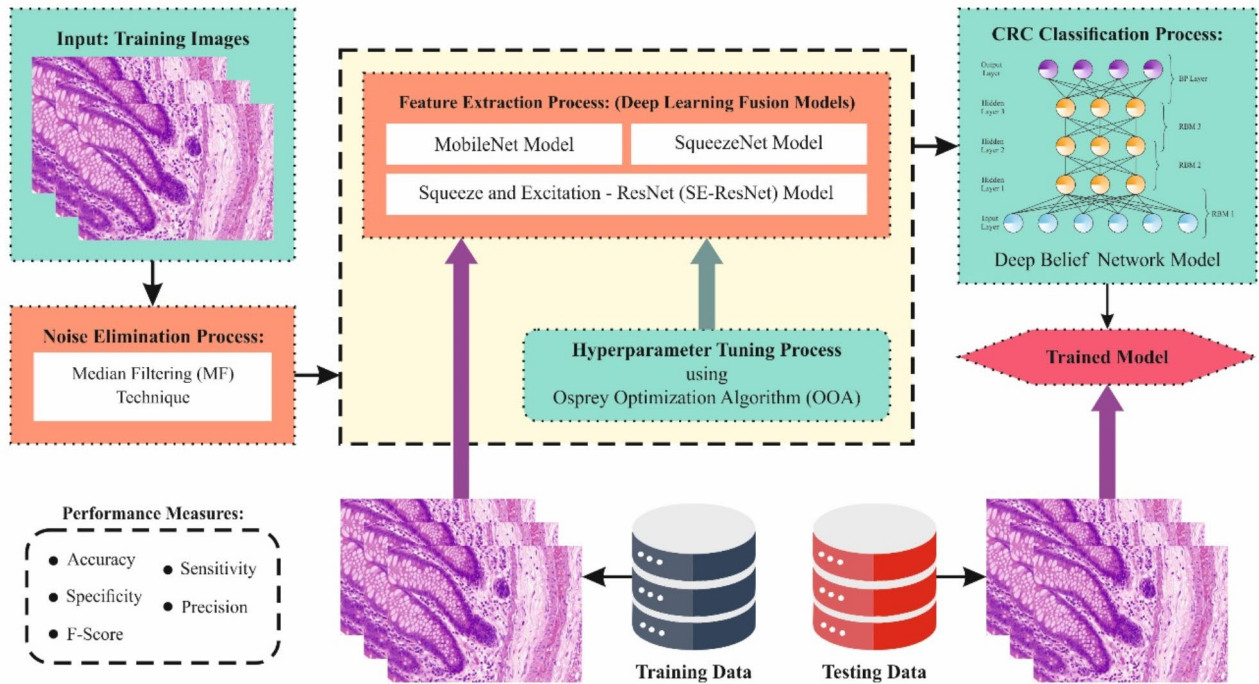 Input: Training Images
Noise Elimination Process:
Median Filtering (MF)
Technique
Feature Extraction Process: (Deep Learning Fusion Models)
MobileNet Model
SqueezeNet Model
Squeeze and Excitation - ResNet (SE-ResNet) Model
Hyperparameter Tuning Process
using
Osprey Optimization Algorithm (OOA)
CRC Classification Process:
Output
Layer
BP Layer
Hidden
Layer 3
RBM 3
Hidden
Layer 2
RBM 2
Hidden
Layer 1
RBM 1
Input
Layer
Deep Belief Network Model
Trained Model
Performance Measures:
Accuracy
Sensitivity
Specificity
Precision
F-Score
Training Data
Testing Data